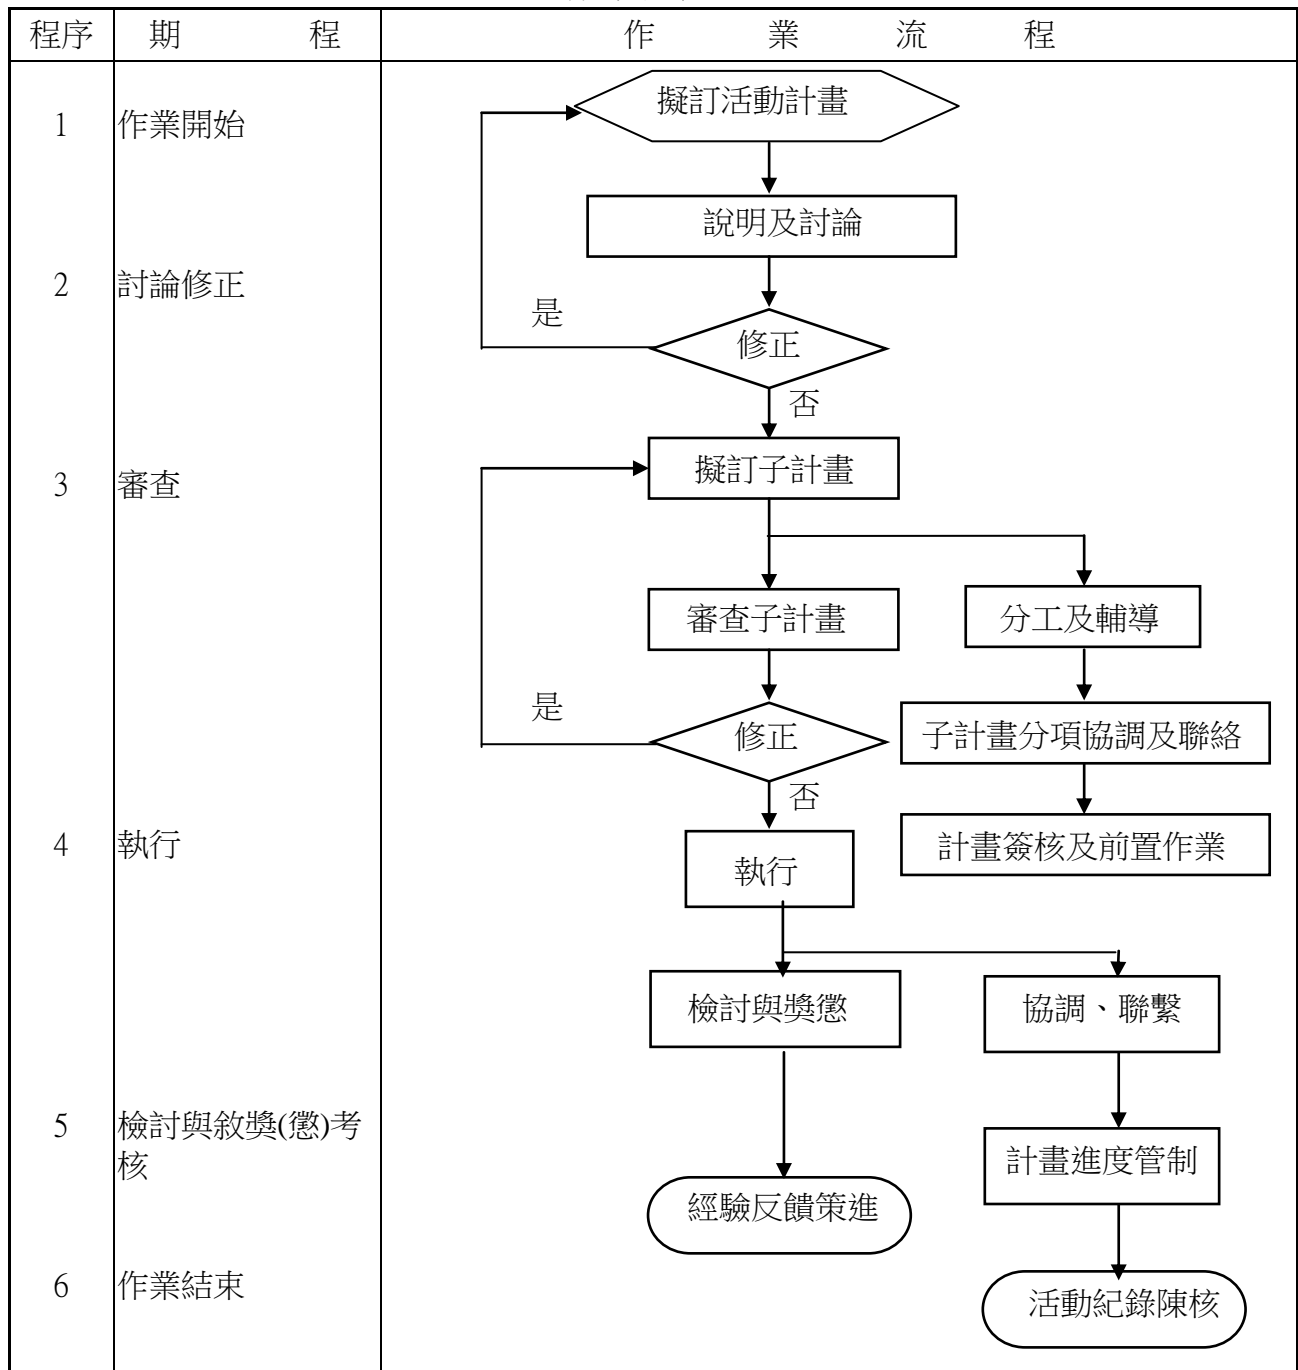 程序 期 程 作 業 流 程
擬訂活動計畫
1 作業開始
說明及討論
2 討論修正
是
修正
否
3 審查
擬訂子計畫
審查子計畫
分工及輔導
是
修正
子計畫分項協調及聯絡
否
4 執行
執行
計畫簽核及前置作業
檢討與獎懲
協調、聯繫
5 檢討與敘獎(懲)考
核
計畫進度管制
經驗反饋策進
6 作業結束
活動紀錄陳核